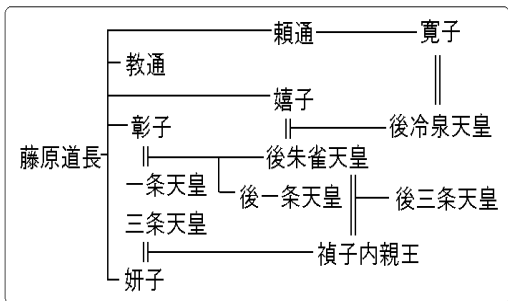 頼通
寛子
教通
嬉子
彰子
後冷泉天皇
藤原道長
後朱雀天皇
一条天皇
後一条天皇
後三条天皇
三条天皇
禎子内親王
妍子